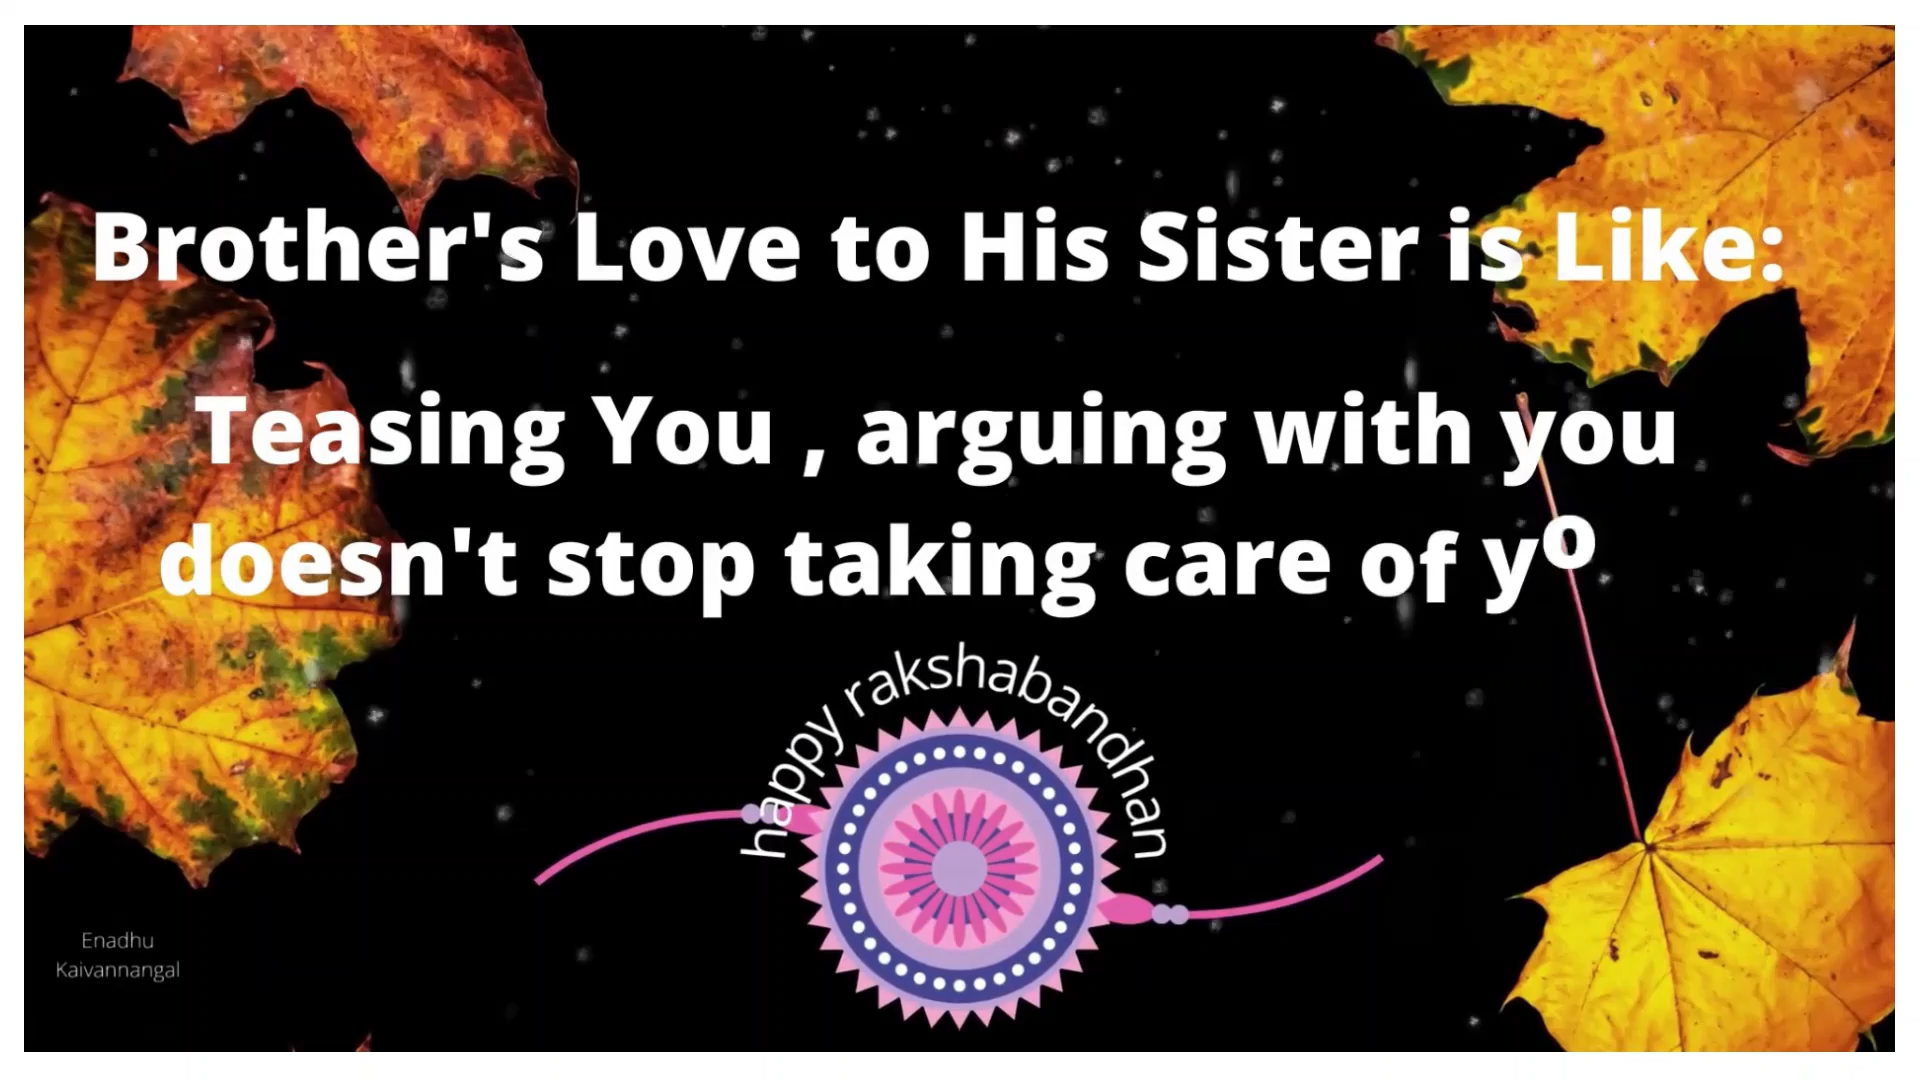 Brother's Love to His Sister is Like:
Teasing You , arguing with you
doesn't stop taking care of yo
happy rakshabandhan
Enadhu
Kaivannangal